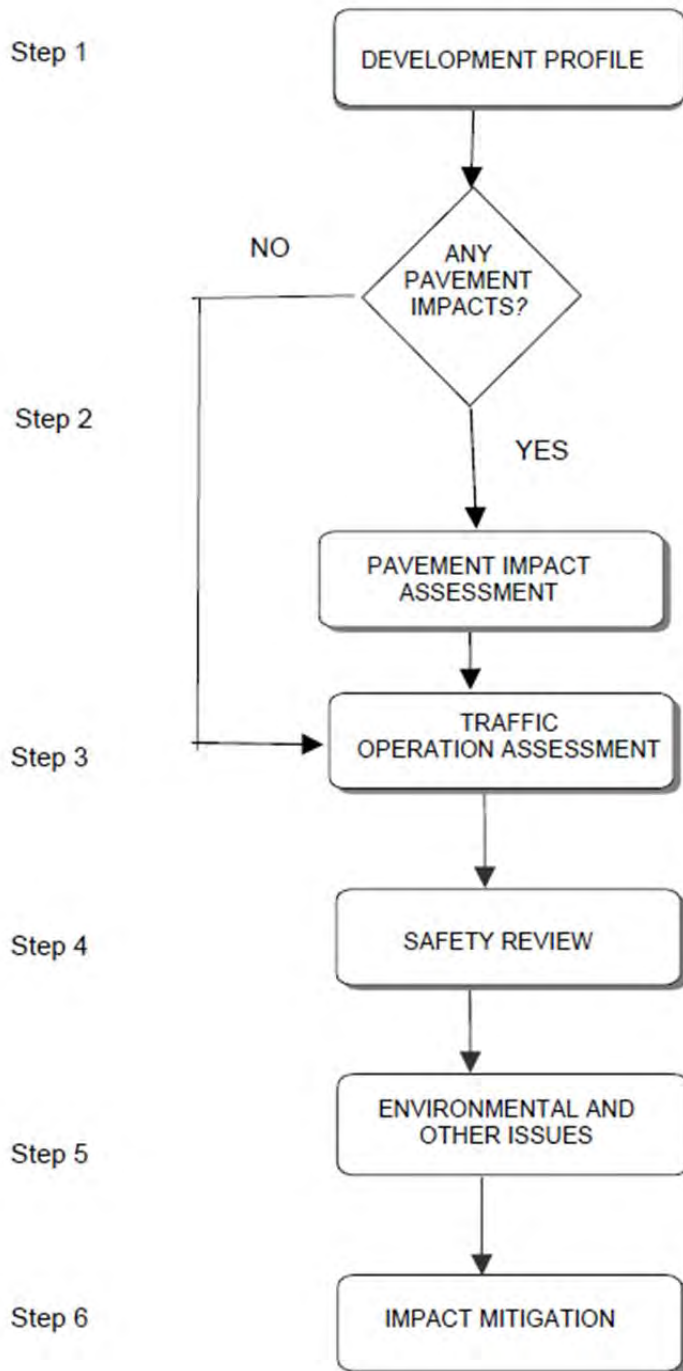 Step 1
DEVELOPMENT PROFILE
NO
ANY
PAVEMENT
IMPACTS?
Step 2
YES
PAVEMENT IMPACT
ASSESSMENT
TRAFFIC
OPERATION ASSESSMENT
Step 3
SAFETY REVIEW
Step 4
ENVIRONMENTAL AND
OTHER ISSUES
Step 5
IMPACT MITIGATION
Step 6